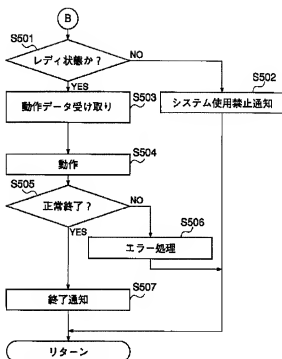 B
S501
レディ状態か？
NO
YES
S502
システム使用禁止通知
S503
動作データ受け取り
S504
動作
S505
正常終了？
NO
YES
S506
エラー処理
S507
終了通知
リターン